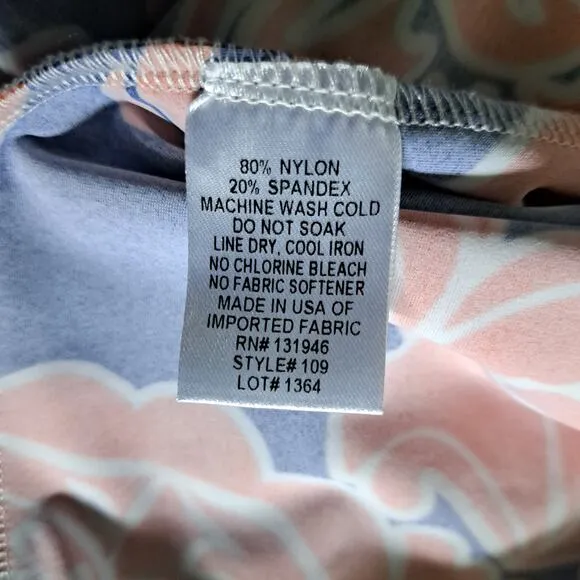 80% NYLON
20% SPANDEX
MACHINE WASH COLD
DO NOT SOAK
LINE DRY, COOL IRON
NO CHLORINE BLEACH
NO FABRIC SOFTENER
MADE IN USA OF
IMPORTED FABRIC
RN# 131946
STYLE# 109
LOT# 1364